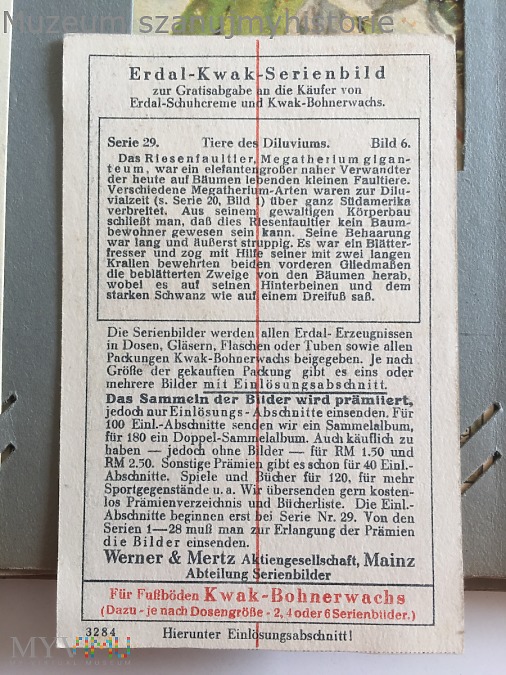 Muzeum szanujmyhistorie
Erdal-Kwak-Serienbild
zur Gratisabgabe an die Käufer von
Erdal-Schuhcreme und Kwak-Bohnerwachs.
Serie 29. Tiere des Diluviums. Bild 6.
Das Riesenfaultier, Megatherium gigan-
teum, war ein elefantengroßer naher Verwandter
der heute auf Bäumen lebenden kleinen Faultiere.
Verschiedene Megatherium-Arten waren zur Dilu-
vialzeit (s. Serie 20, Bild 1) über ganz Südamerika
verbreitet. Aus seinem gewaltigen Körperbau
schließt man, daß dies Riesenfaultier kein Baum-
bewohner gewesen sein kann. Seine Behaarung
war lang und äußerst struppig. Es war ein Blätter-
fresser und zog mit Hilfe seiner mit zwei langen
Krallen bewehrten beiden vorderen Gliedmaßen
die beblätterten Zweige von den Bäumen herab,
wobei es auf seinen Hinterbeinen und dem
starken Schwanz wie auf einem Dreifuß saß.
Die Serienbilder werden allen Erdal-Erzeugnissen
in Dosen, Gläsern, Flaschen oder Tuben sowie allen
Packungen Kwak-Bohnerwachs beigegeben. Je nach
Größe der gekauften Packung gibt es eins oder
mehrere Bilder mit Einlösungsabschnitt.
Das Sammeln der Bilder wird prämiiert,
jedoch nur Einlösungs-Abschnitte einsenden. Für
100 Einl.-Abschnitte senden wir ein Sammelalbum,
für 180 ein Doppel-Sammelalbum. Auch käuflich zu
haben — jedoch ohne Bilder — für RM 1.50 und
RM 2.50. Sonstige Prämien gibt es schon für 40 Einl.-
Abschnitte. Spiele und Bücher für 120, für mehr
Sportgegenstände u. a. Wir übersenden gern kosten-
los Prämienverzeichnis und Bücherliste. Die Einl.-
Abschnitte beginnen erst bei Serie Nr. 29. Von den
Serien 1—28 muß man zur Erlangung der Prämien
die Bilder einsenden.
Werner & Mertz Aktiengesellschaft, Mainz
Abteilung Serienbilder
Für Fußböden Kwak-Bohnerwachs
(Dazu - je nach Dosengröße - 2, 4 oder 6 Serienbilder.)
3284 Hierunter Einlösungsabschnitt!